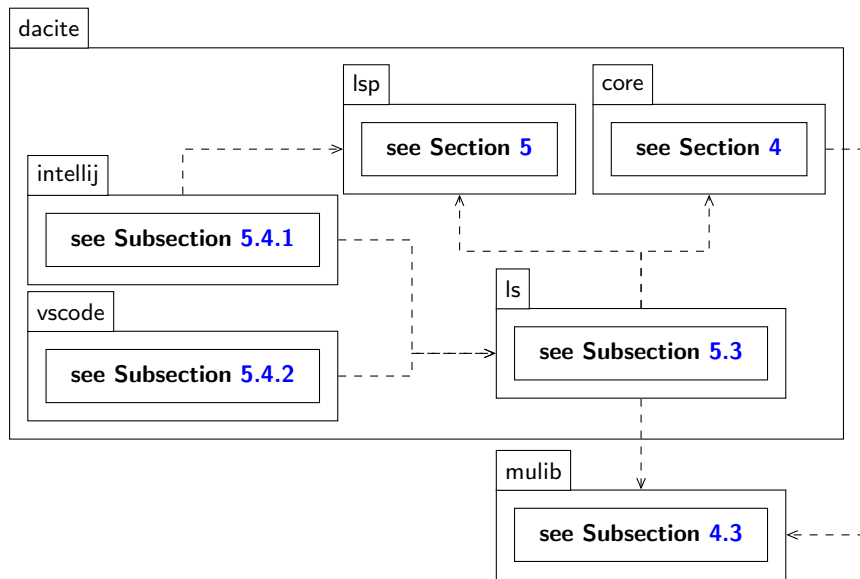 dacite
lsp
see Section 5
core
see Section 4
intellij
see Subsection 5.4.1
vscode
see Subsection 5.4.2
ls
see Subsection 5.3
mulib
see Subsection 4.3